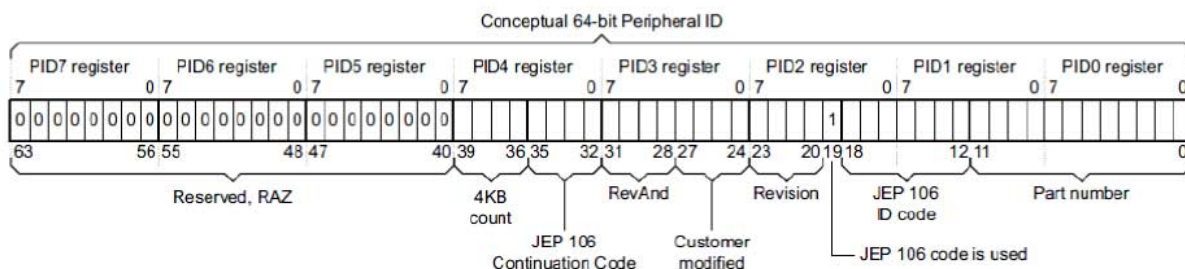 Conceptual 64-bit Peripheral ID
PID7 register PID6 register PID5 register PID4 register PID3 register PID2 register PID1 register PID0 register
7 0 7 0 7 0 7 0 7 0 7 0 7 0 7 0
0 0 0 0 0 0 0 0 0 0 0 0 0 0 0 0 0 0 0 0 0 0 0 0 1
63 56 55 48 47 40 39 36 35 32 31 28 27 24 23 20 19 18 12 11 0
Reserved, RAZ 4KB count RevAnd Revision JEP 106 ID code Part number
JEP 106 Continuation Code Customer modified JEP 106 code is used